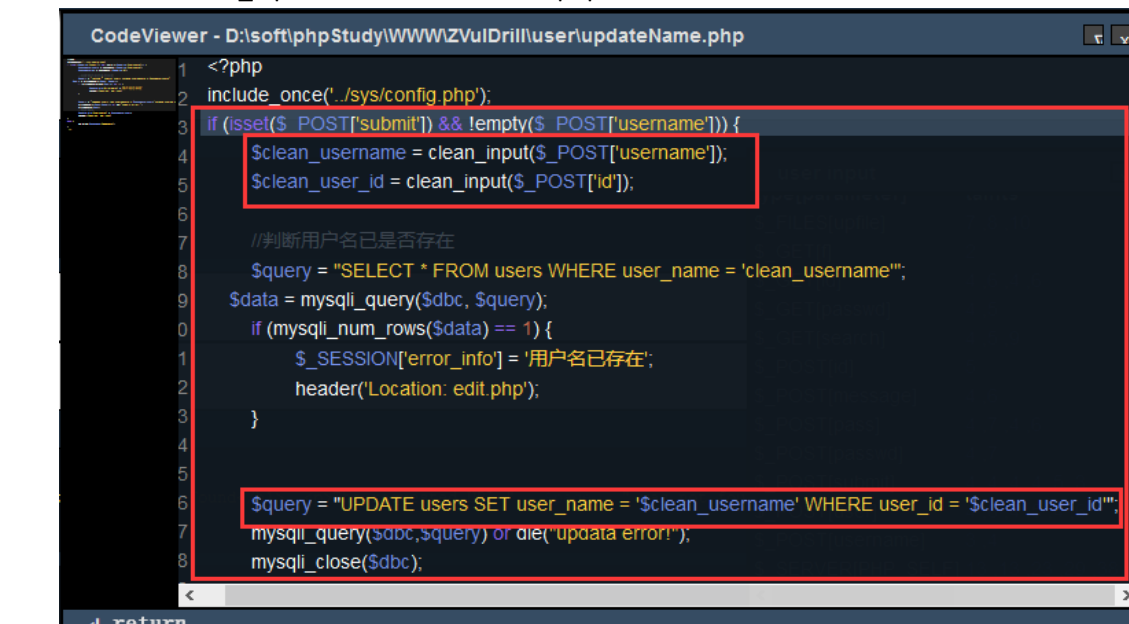 CodeViewer - D:\soft\phpStudy\WWW\ZVulDrill\user\updateName.php
1 <?php
2 include_once('../sys/config.php');
3 if (isset($_POST['submit']) && !empty($_POST['username'])) {
4 $clean_username = clean_input($_POST['username']);
5 $clean_user_id = clean_input($_POST['id']);
6
7 //判断用户名已是否存在
8 $query = "SELECT * FROM users WHERE user_name = 'clean_username'";
9 $data = mysqli_query($dbc, $query);
0 if (mysqli_num_rows($data) == 1) {
1 $_SESSION['error_info'] = '用户名已存在';
2 header('Location: edit.php');
3 }
4
5
6 $query = "UPDATE users SET user_name = '$clean_username' WHERE user_id = '$clean_user_id'";
7 mysqli_query($dbc,$query) or die("updata error!");
8 mysqli_close($dbc);
return